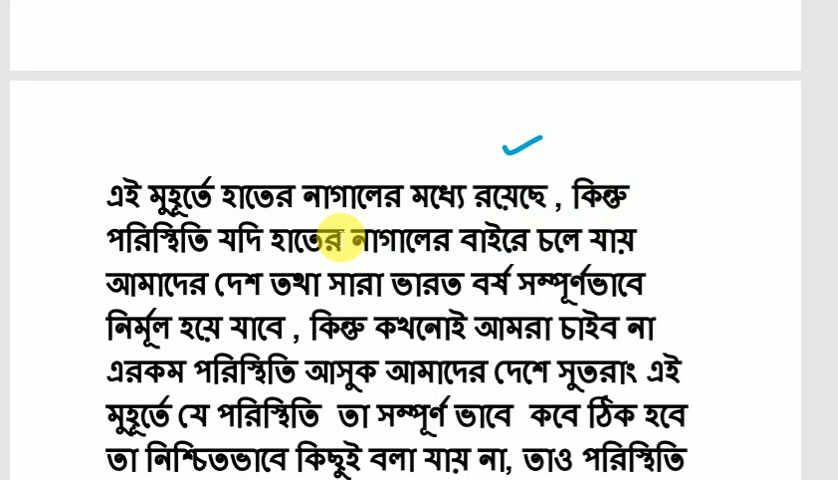 এই মুহূর্তে হাতের নাগালের মধ্যে রয়েছে , কিন্তু
পরিস্থিতি যদি হাতের নাগালের বাইরে চলে যায়
আমাদের দেশ তথা সারা ভারত বর্ষ সম্পূর্ণভাবে
নির্মূল হয়ে যাবে , কিন্তু কখনোই আমরা চাইব না
এরকম পরিস্থিতি আসুক আমাদের দেশে সুতরাং এই
মুহূর্তে যে পরিস্থিতি তা সম্পূর্ণ ভাবে কবে ঠিক হবে
তা নিশ্চিতভাবে কিছুই বলা যায় না, তাও পরিস্থিতি